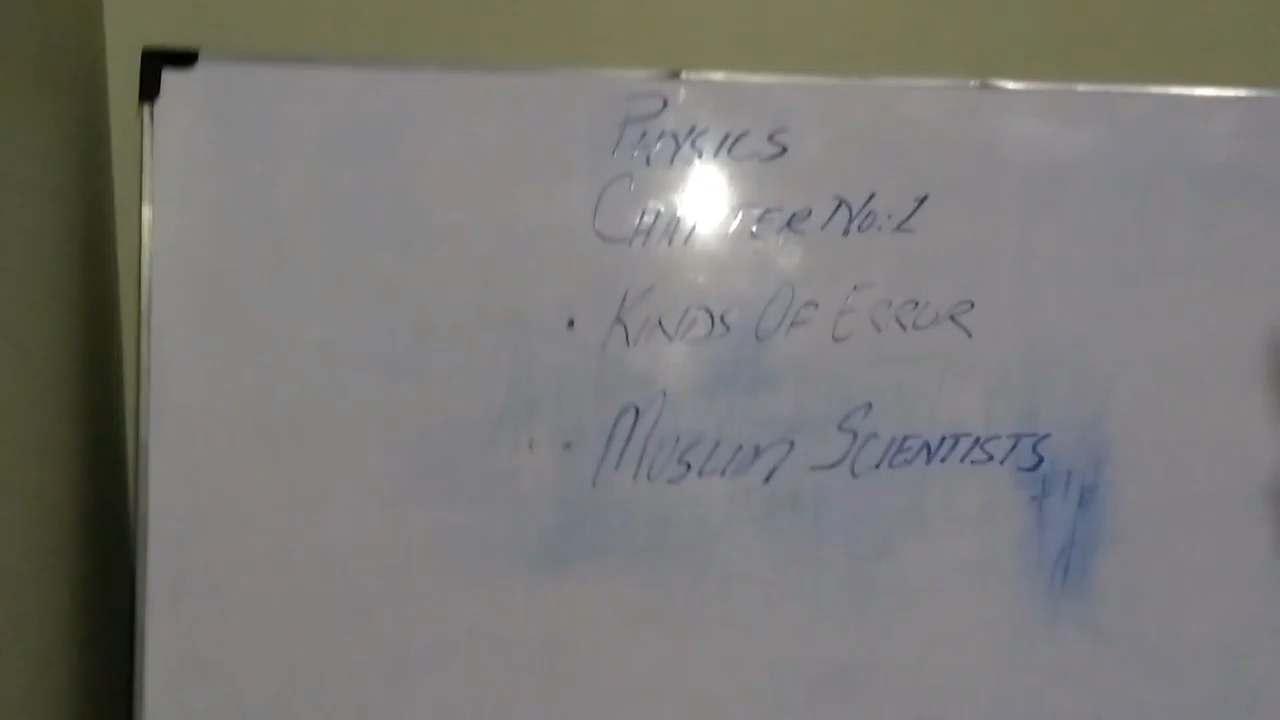 PHYSICS
CHAPTER No:1
• KINDS OF ERROR
• MUSLIM SCIENTISTS